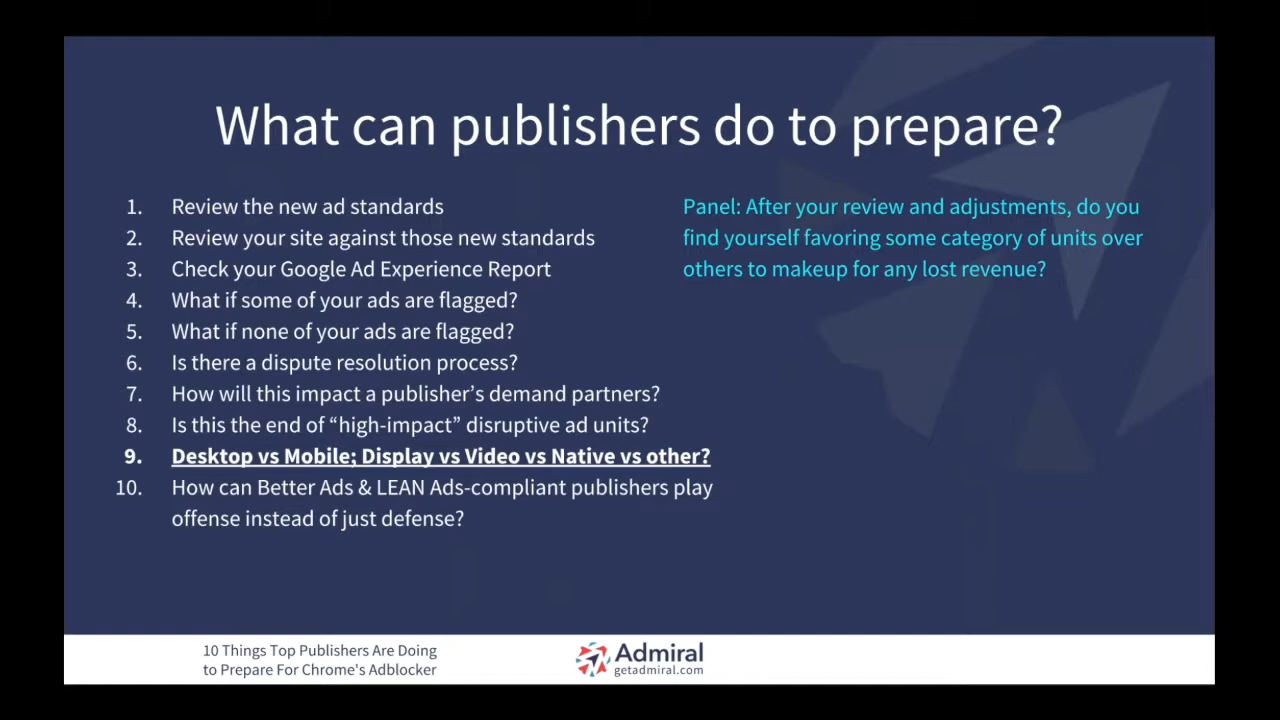 What can publishers do to prepare?
1. Review the new ad standards
2. Review your site against those new standards
3. Check your Google Ad Experience Report
4. What if some of your ads are flagged?
5. What if none of your ads are flagged?
6. Is there a dispute resolution process?
7. How will this impact a publisher's demand partners?
8. Is this the end of “high-impact” disruptive ad units?
9. Desktop vs Mobile; Display vs Video vs Native vs other?
10. How can Better Ads & LEAN Ads-compliant publishers play
offense instead of just defense?
Panel: After your review and adjustments, do you
find yourself favoring some category of units over
others to makeup for any lost revenue?
10 Things Top Publishers Are Doing
to Prepare For Chrome's Adblocker
Admiral
getadmiral.com